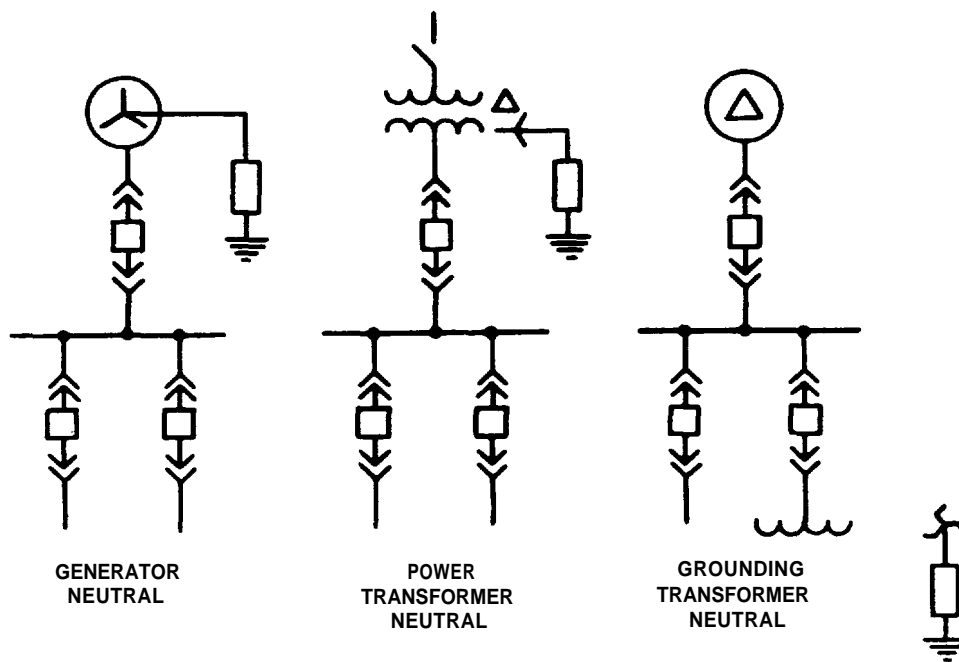 GENERATOR
NEUTRAL
POWER
TRANSFORMER
NEUTRAL
GROUNDING
TRANSFORMER
NEUTRAL